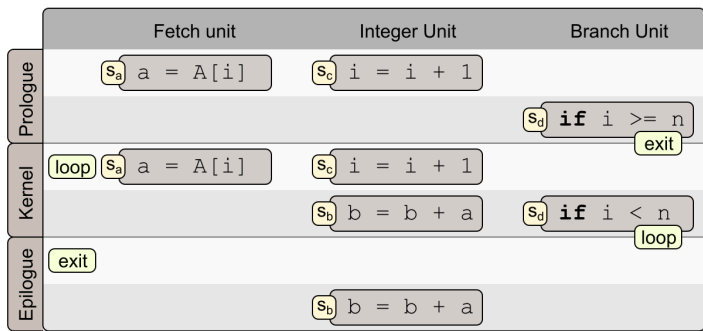 Fetch unit Integer Unit Branch Unit
Prologue
Sa a = A[i] Sc i = i + 1
Sd if i >= n
exit
Kernel
loop Sa a = A[i] Sc i = i + 1
Sb b = b + a Sd if i < n
loop
Epilogue
exit
Sb b = b + a